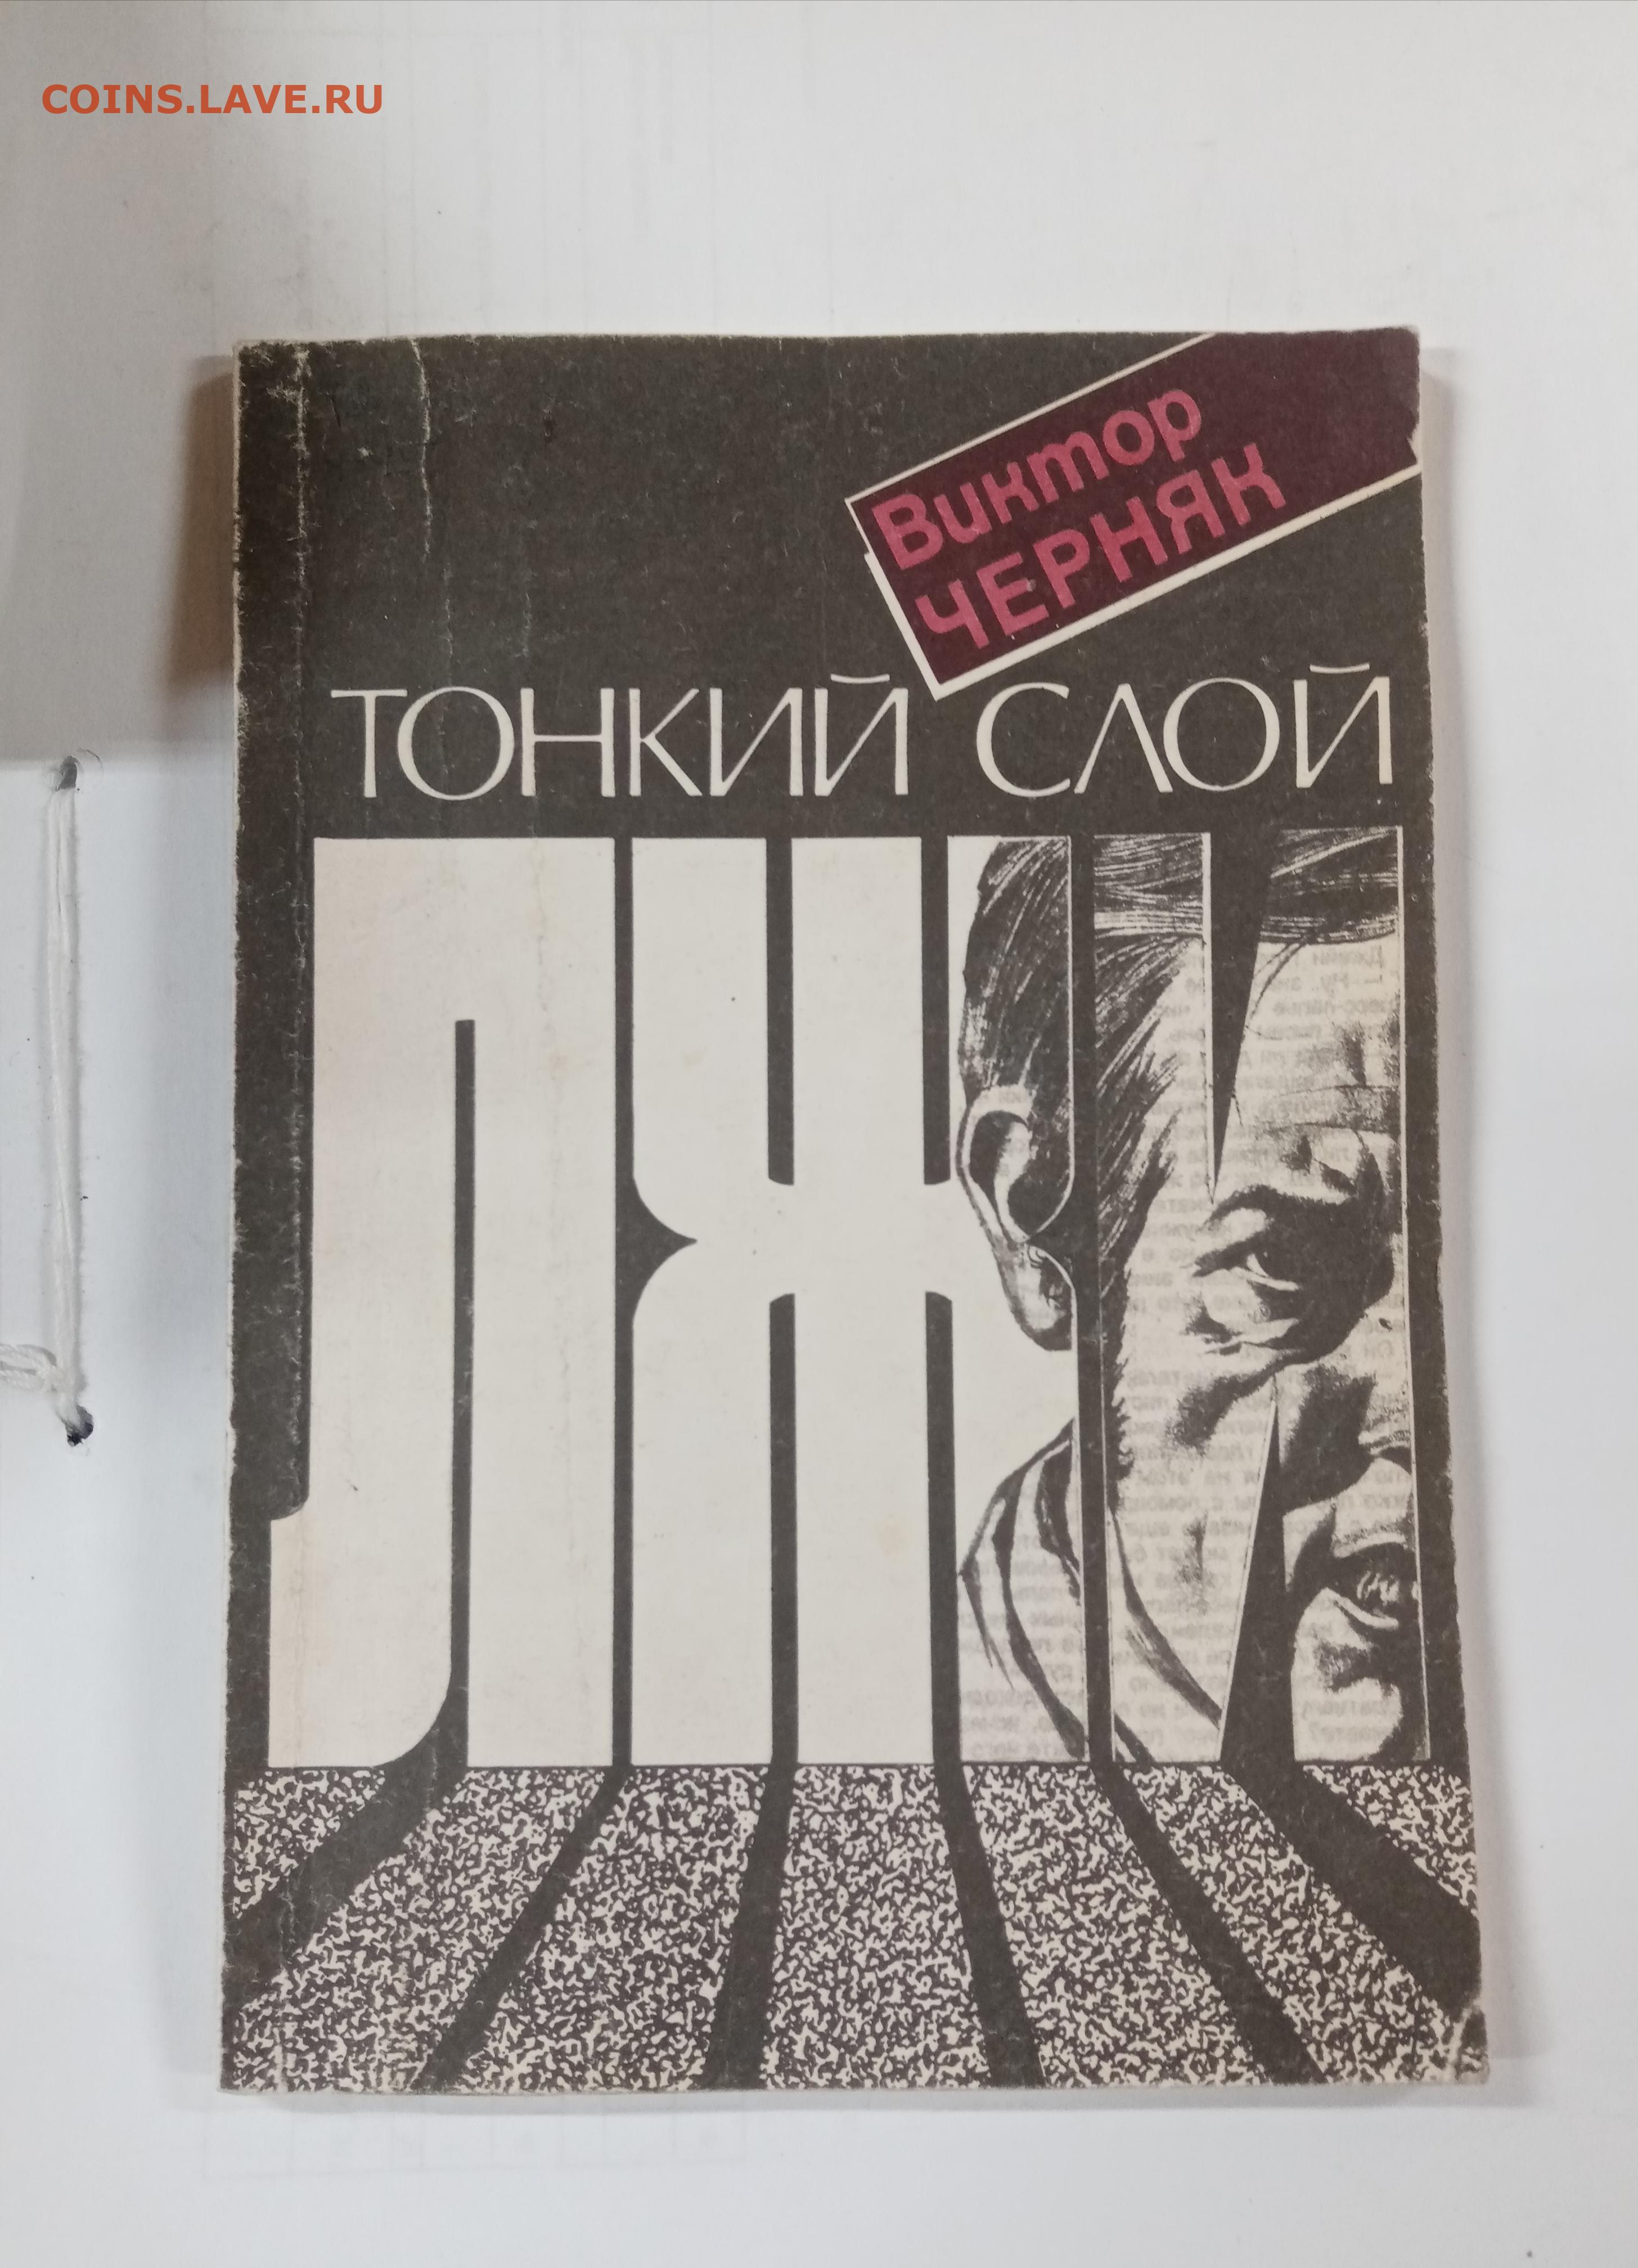 COINS.LAVE.RU
Виктор
ЧЕРНЯК
ТОНКИЙ СЛОЙ
ЛЖИ